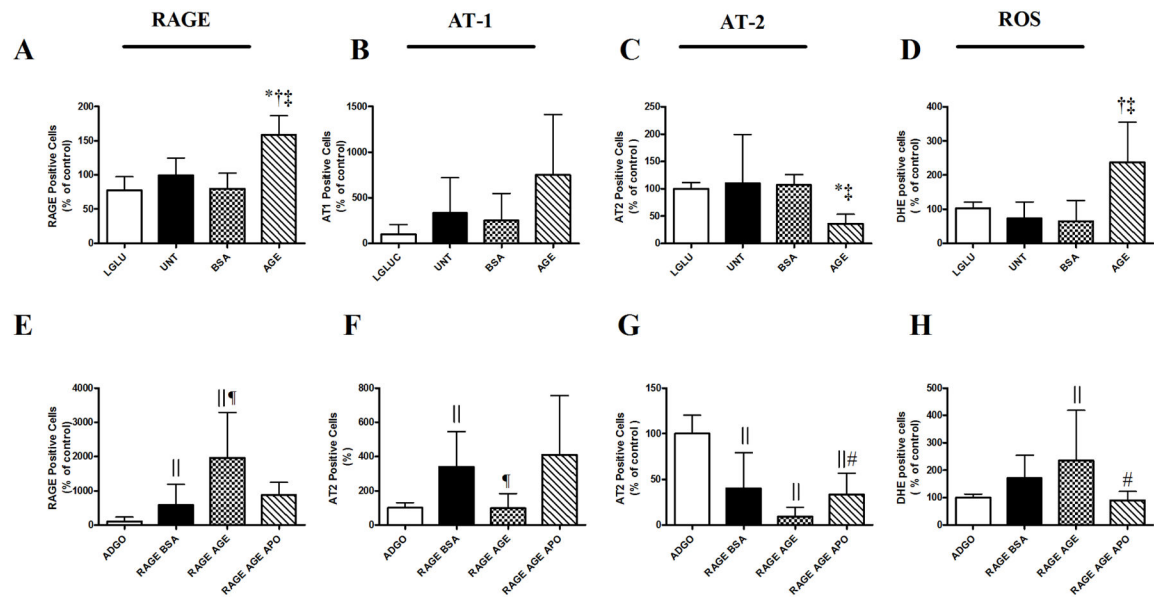 RAGE
AT-1
AT-2
ROS
A
B
C
D
RAGE Positive Cells
(% of control)
200
150
100
50
0
*†‡
LGLU
UNT
BSA
AGE
AT1 Positive Cells
(% of control)
1500
1000
500
0
LGLUC
UNT
BSA
AGE
AT2 Positive Cells
(% of control )
250
200
150
100
50
0
*‡
LGLU
UNT
BSA
AGE
DHE positive Cells
( % of control)
400
300
200
100
0
†‡
LGLU
UNT
BSA
AGE
E
F
G
H
RAGE Positive Cells
(% of control)
4000
3000
2000
1000
0
||
||¶
ADGO
RAGE BSA
RAGE AGE
RAGE AGE APO
AT2 Positive Cells
(%)
800
600
400
200
0
||
¶
ADGO
RAGE BSA
RAGE AGE
RAGE AGE APO
AT2 Positive Cells
( % of control )
150
100
50
0
||
||
||#
ADGO
RAGE BSA
RAGE AGE
RAGE AGE APO
DHE Positive Cells
( % of control)
500
400
300
200
100
0
||
#
ADGO
RAGE BSA
RAGE AGE
RAGE AGE APO